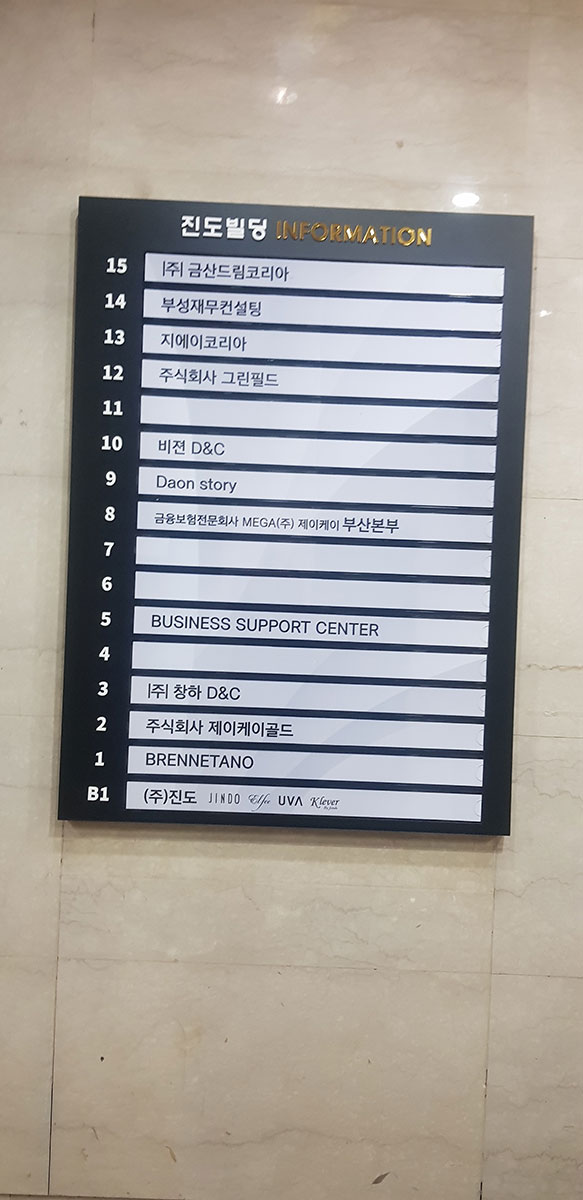 진도빌딩 INFORMATION
15 |주| 금산드림코리아
14 부성재무컨설팅
13 지에이코리아
12 주식회사 그린필드
11
10 비젼 D&C
9 Daon story
8 금융보험전문회사 MEGA(주) 제이케이 부산본부
7
6
5 BUSINESS SUPPORT CENTER
4
3 |주| 창하 D&C
2 주식회사 제이케이골드
1 BRENNETANO
B1 (주)진도 JINDO Elfee UVA Klever